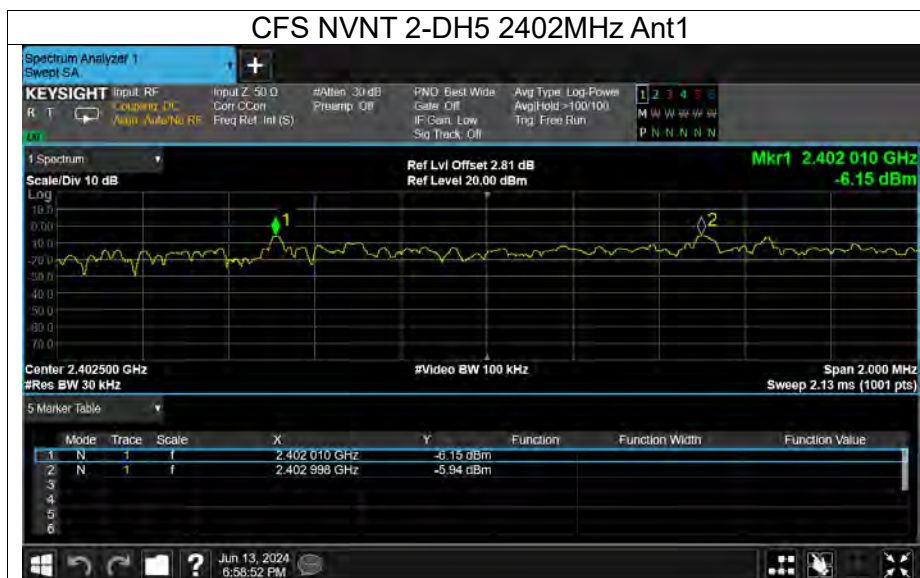 CFS NVNT 2-DH5 2402MHz Ant1
Spectrum Analyzer 1
Swept SA
+
KEYSIGHT Input: RF Input Z: 50 Ω #Atten: 30 dB PNO: Best Wide Avg Type: Log-Power 1 2 3 4 5 6
R T Coupling: DC Corr CCorr Preamp: Off Gate: Off Avg|Hold:>100/100 M W W W W W
Align: Auto/No RF Freq Ref: Int (S) IF Gain: Low Trig: Free Run
Sig Track: Off P N N N N N
1 Spectrum Ref Lvl Offset 2.81 dB Mkr1 2.402 010 GHz
Scale/Div 10 dB Ref Level 20.00 dBm -6.15 dBm
Log
10.0
0.00
-10.0
-20.0
-30.0
-40.0
-50.0
-60.0
-70.0
1
2
Center 2.402500 GHz #Video BW 100 kHz Span 2.000 MHz
#Res BW 30 kHz Sweep 2.13 ms (1001 pts)
5 Marker Table
Mode Trace Scale X Y Function Function Width Function Value
1 N 1 f 2.402 010 GHz -6.15 dBm
2 N 1 f 2.402 998 GHz -5.94 dBm
3
4
5
6
? Jun 13, 2024
6:58:52 PM